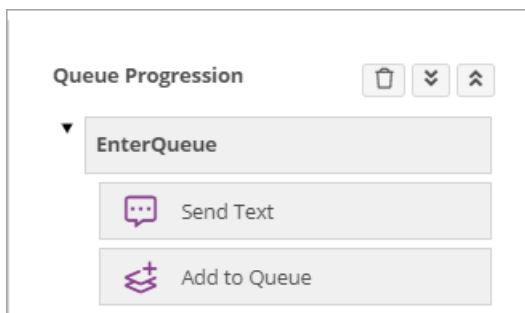 Queue Progression
EnterQueue
Send Text
Add to Queue